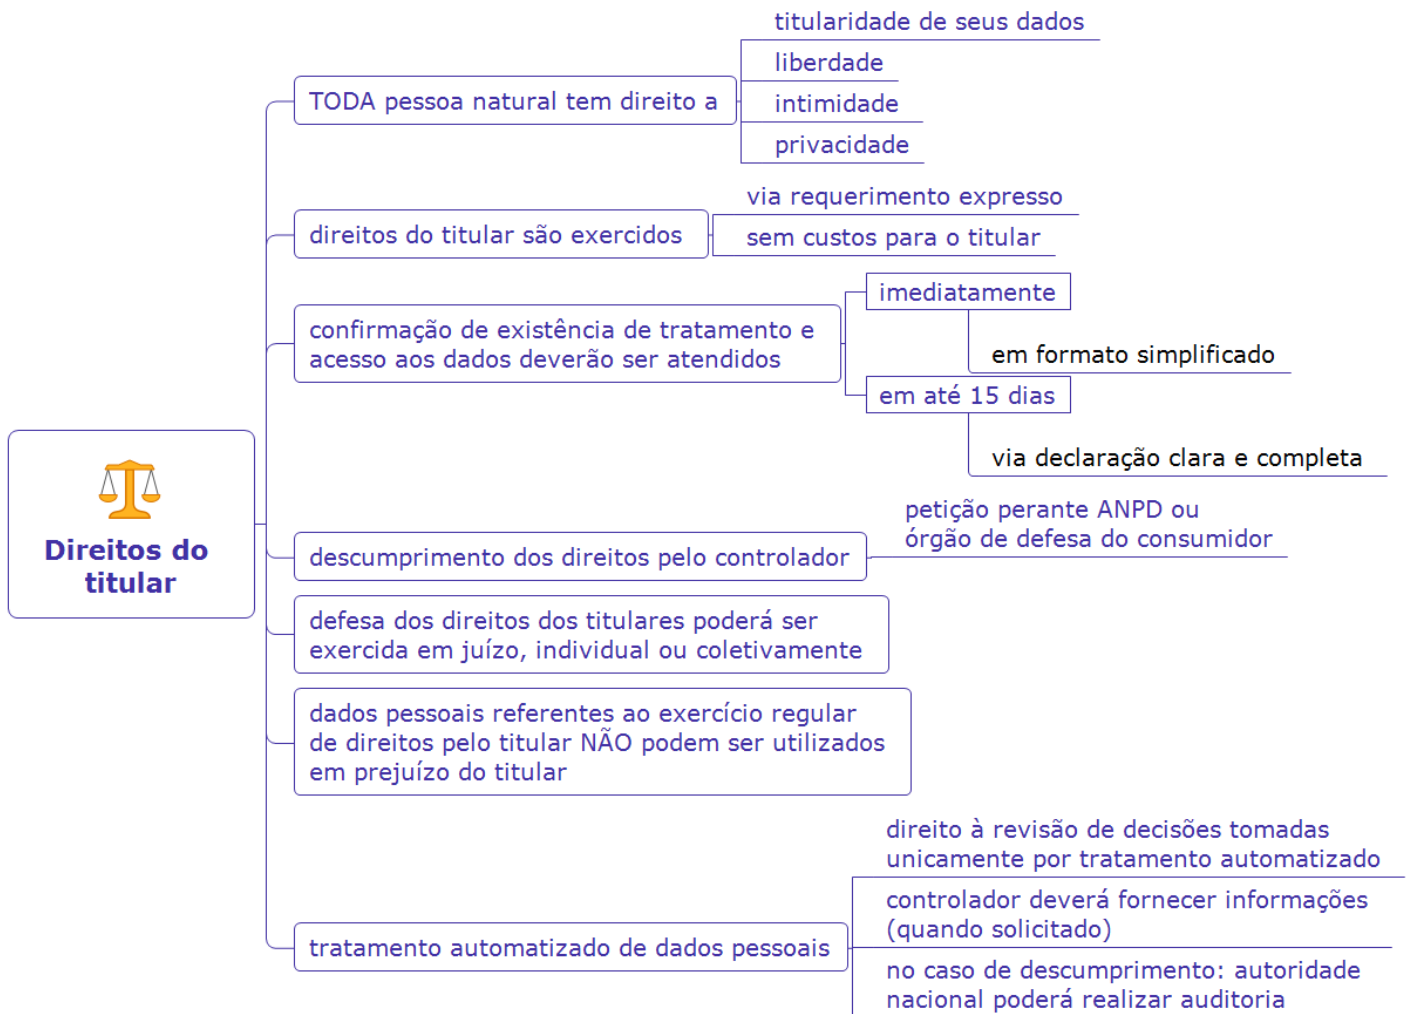 Direitos do
titular
TODA pessoa natural tem direito a
titularidade de seus dados
liberdade
intimidade
privacidade
direitos do titular são exercidos
via requerimento expresso
sem custos para o titular
confirmação de existência de tratamento e
acesso aos dados deverão ser atendidos
imediatamente
em formato simplificado
em até 15 dias
via declaração clara e completa
descumprimento dos direitos pelo controlador
petição perante ANPD ou
órgão de defesa do consumidor
defesa dos direitos dos titulares poderá ser
exercida em juízo, individual ou coletivamente
dados pessoais referentes ao exercício regular
de direitos pelo titular NÃO podem ser utilizados
em prejuízo do titular
tratamento automatizado de dados pessoais
direito à revisão de decisões tomadas
unicamente por tratamento automatizado
controlador deverá fornecer informações
(quando solicitado)
no caso de descumprimento: autoridade
nacional poderá realizar auditoria